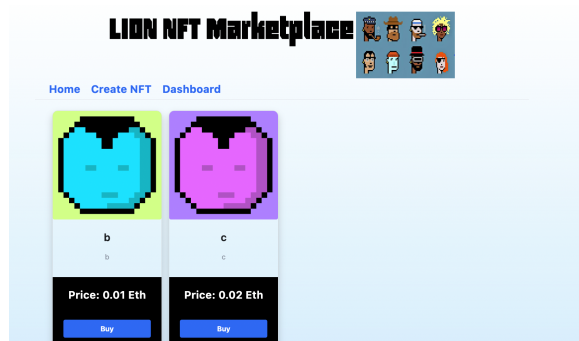 LION NFT Marketplace
Home Create NFT Dashboard
b c
b c
Price: 0.01 Eth Price: 0.02 Eth
Buy Buy